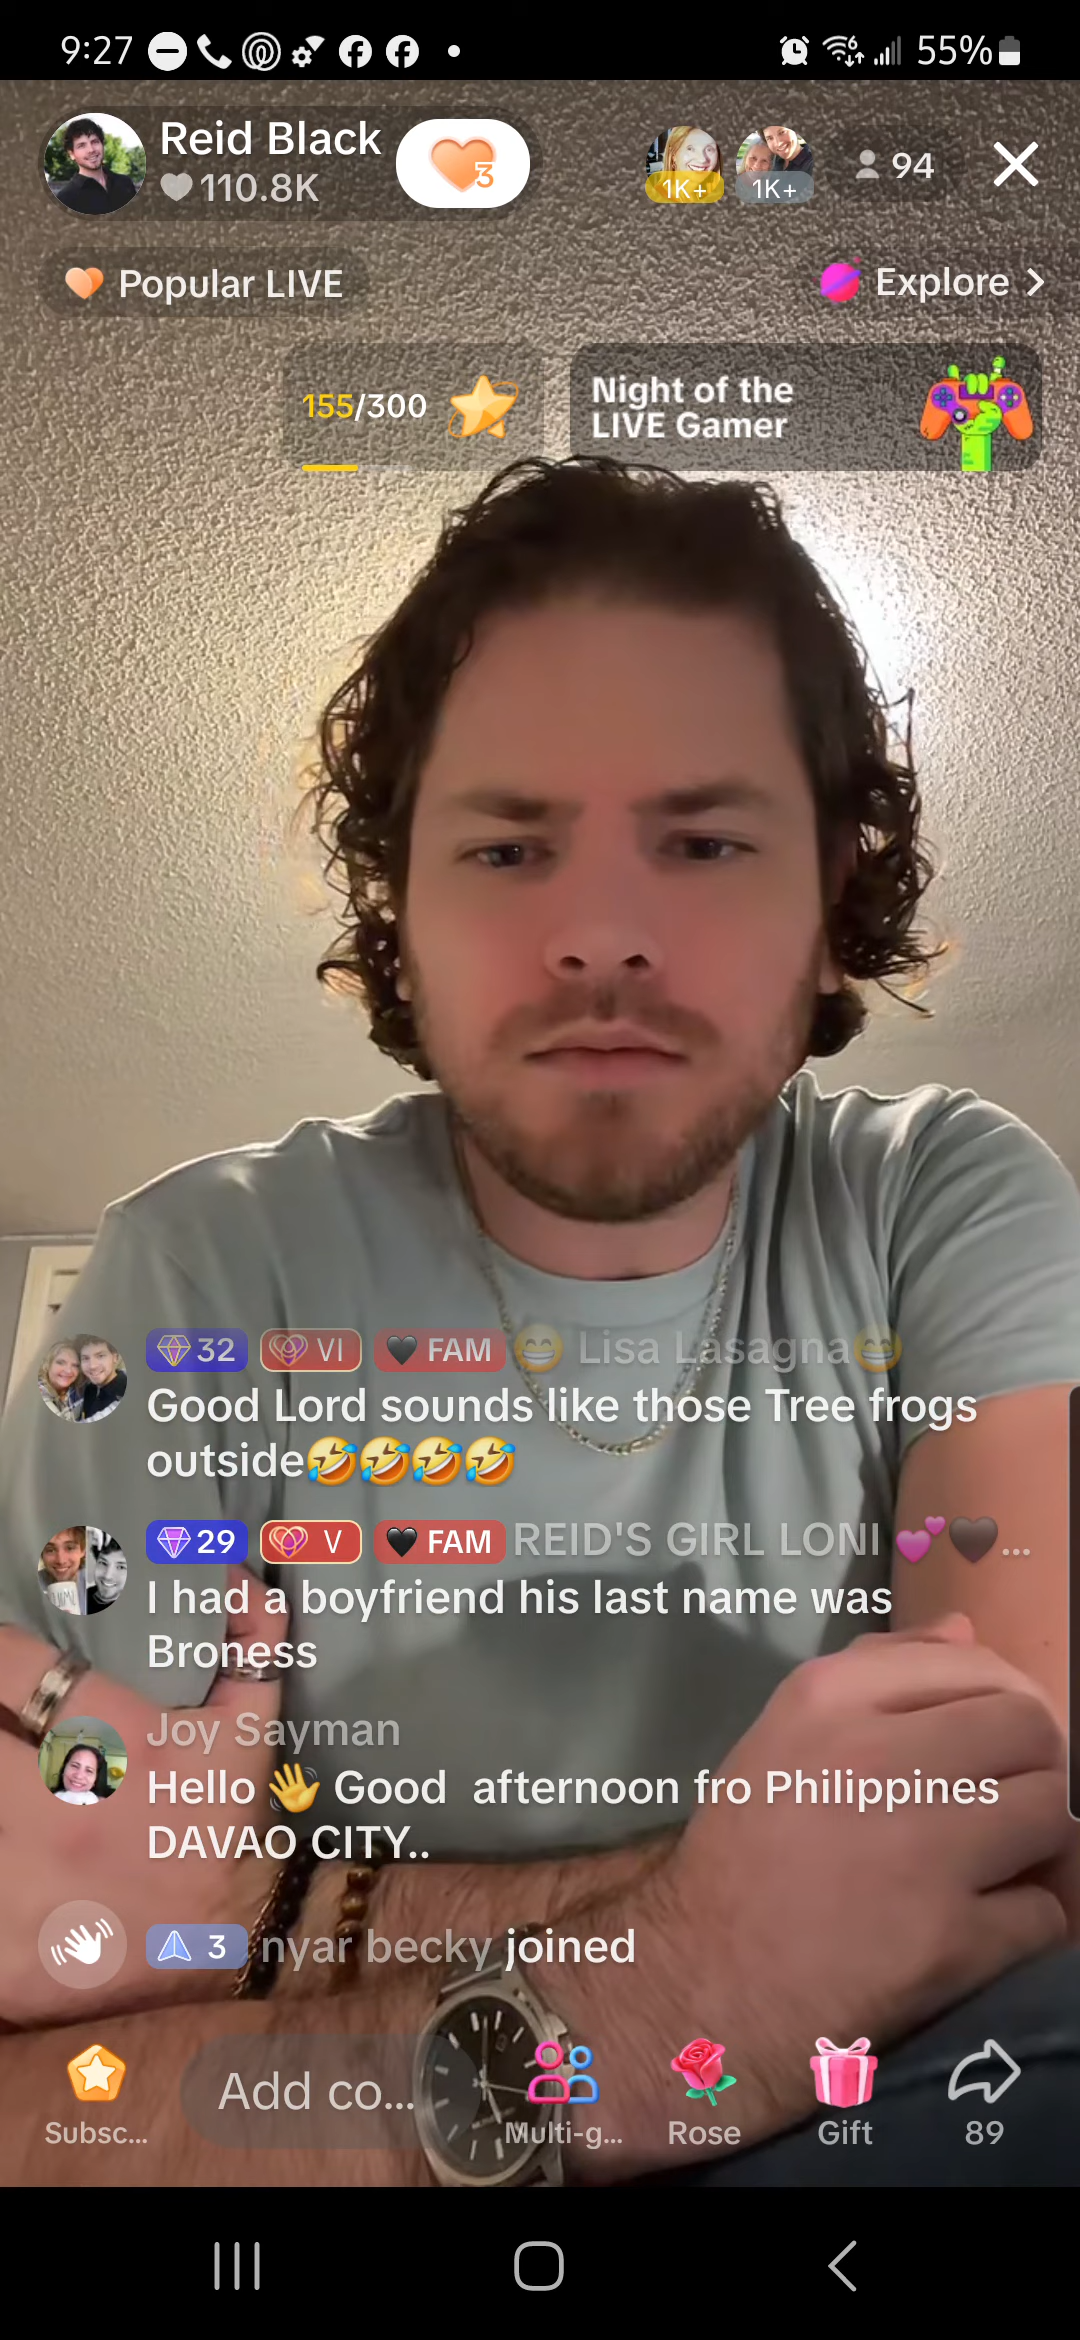 9:27
55%
Reid Black
110.8K
3
1K+
1K+
94
Popular LIVE
Explore >
155/300
Night of the
LIVE Gamer
32 VI FAM 😁 Lisa Lasagna😁
Good Lord sounds like those Tree frogs
outside🤣🤣🤣🤣
29 V FAM REID'S GIRL LONI 💕🖤...
I had a boyfriend his last name was
Broness
Joy Sayman
Hello 👋 Good  afternoon fro Philippines
DAVAO CITY..
3 nyar becky joined
Add co...
Subsc...
Multi-g...
Rose
Gift
89